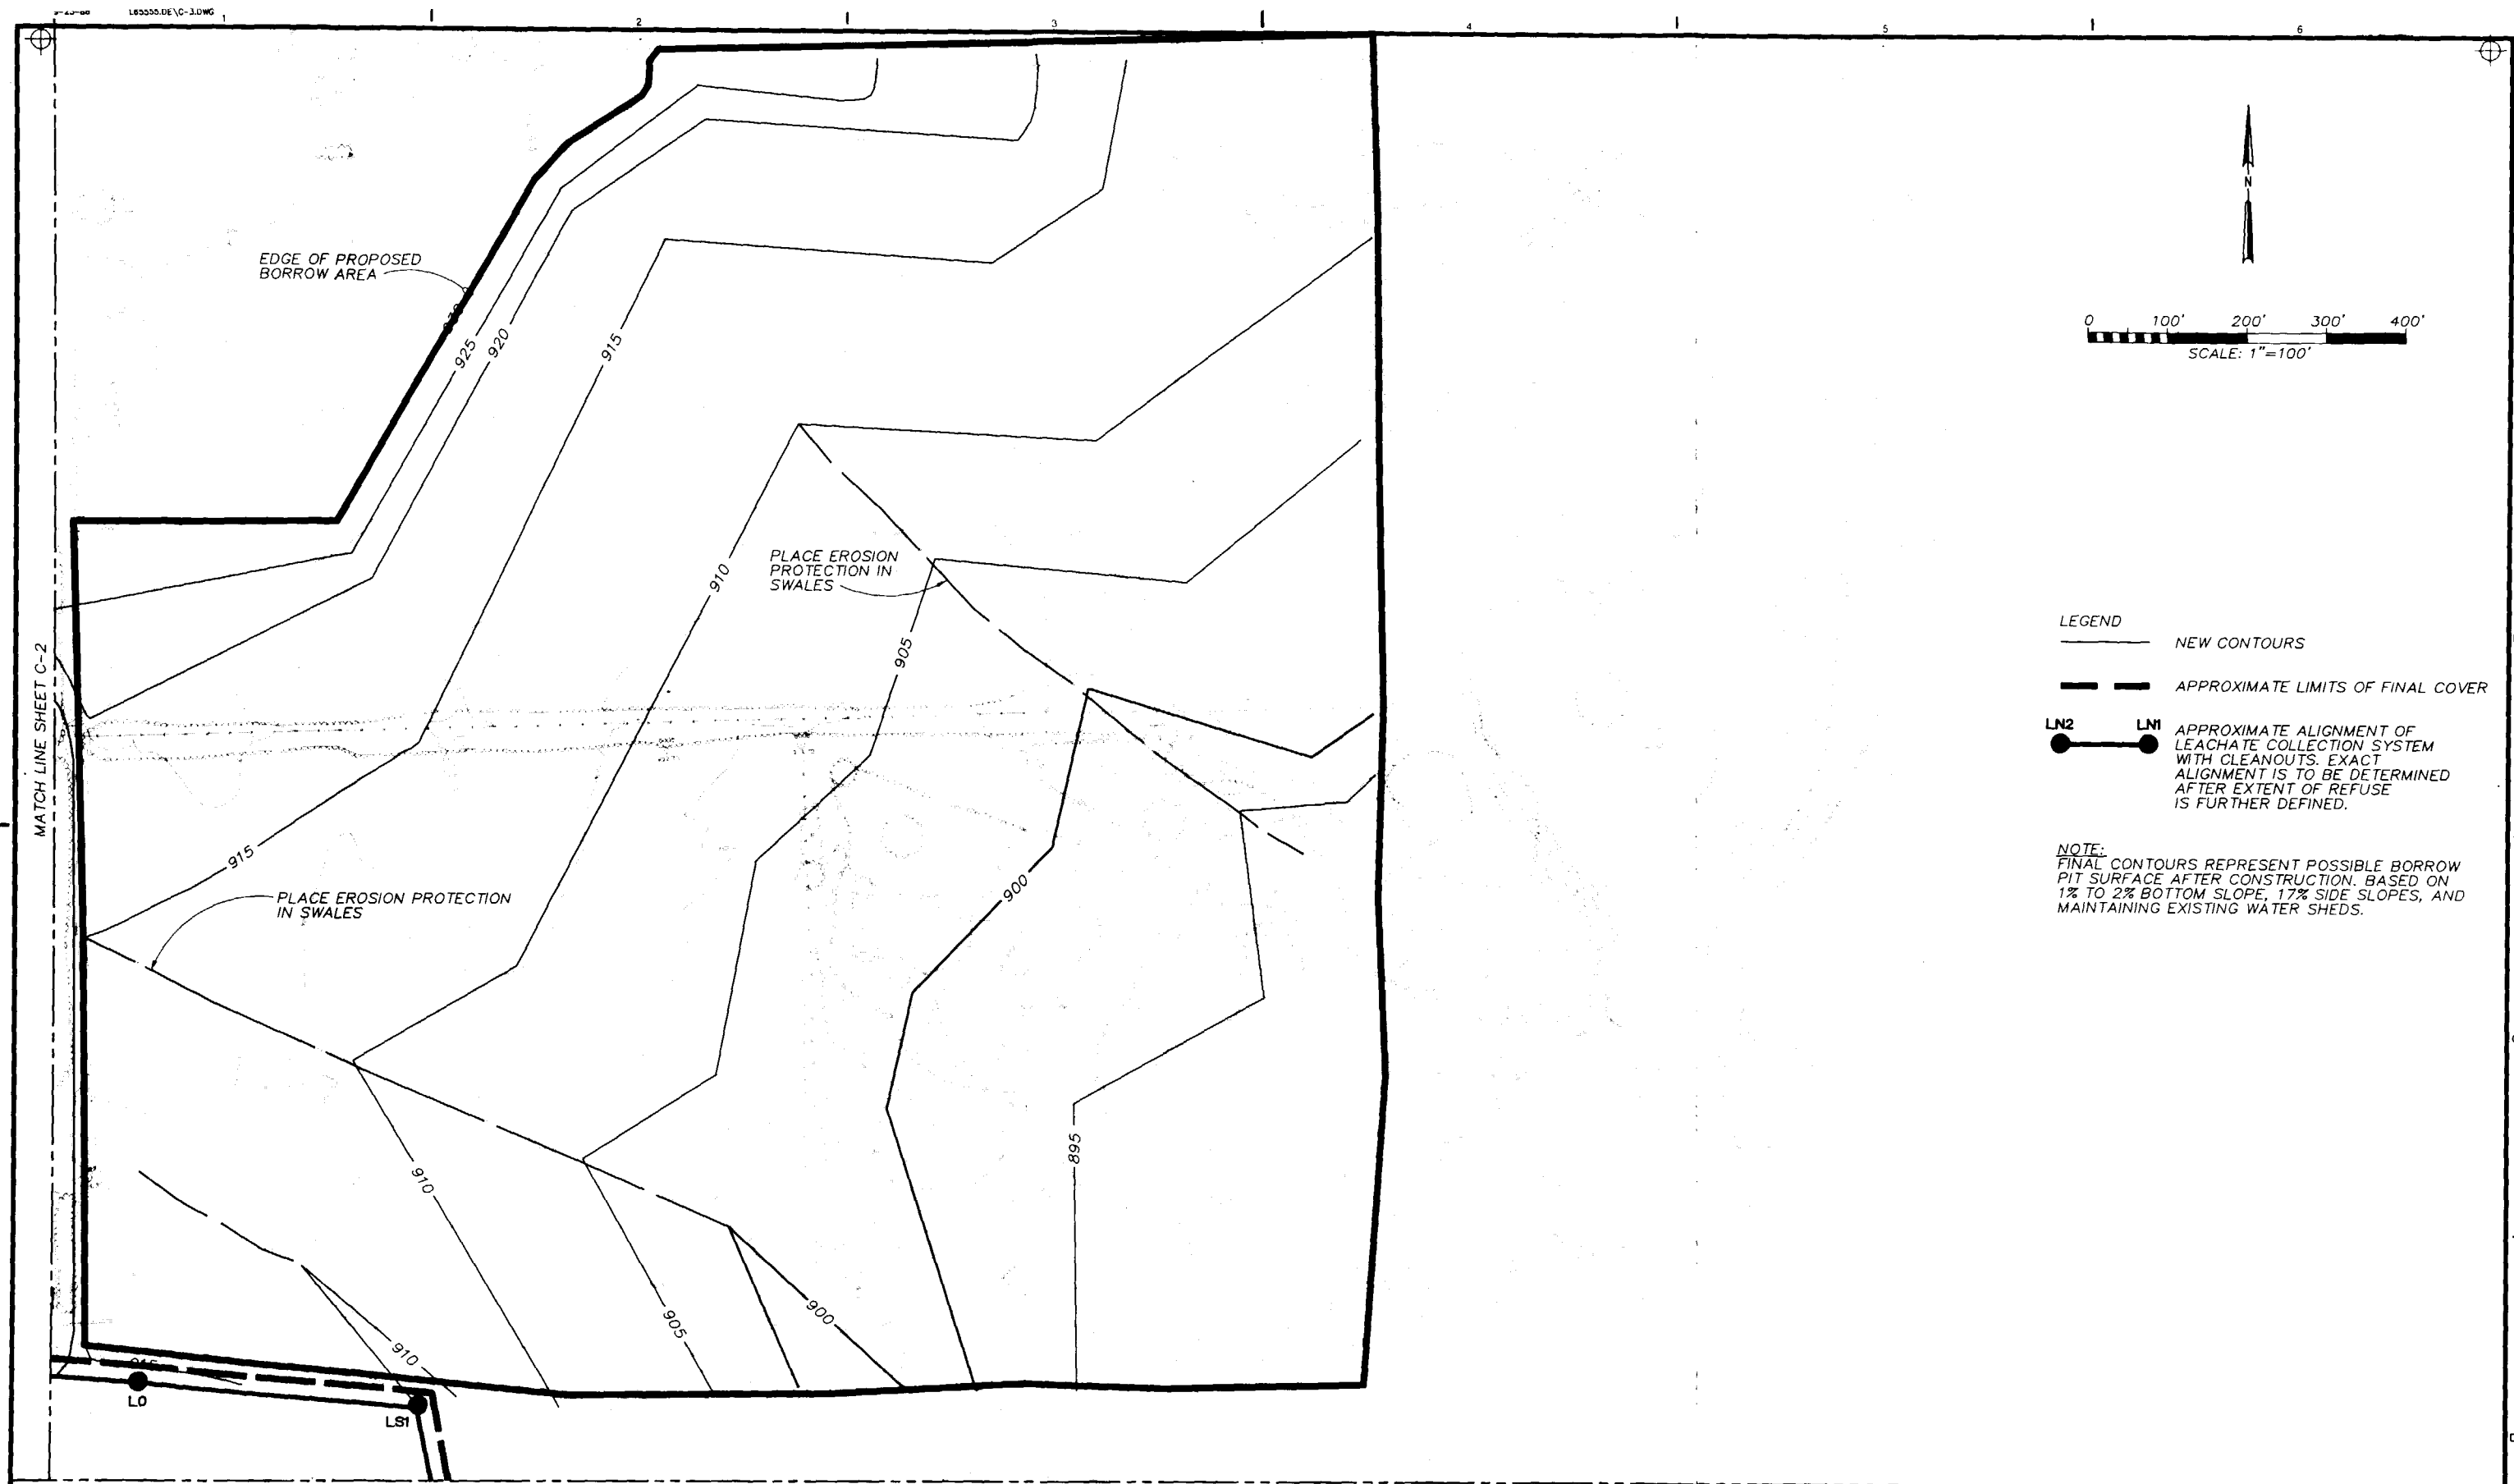 L65555.DE\C-3.DWG
1
2
3
4
5
6
N
0 100' 200' 300' 400'
SCALE: 1"=100'
EDGE OF PROPOSED
BORROW AREA
925
920
915
910
905
PLACE EROSION
PROTECTION IN
SWALES
MATCH LINE SHEET C-2
LEGEND
NEW CONTOURS
APPROXIMATE LIMITS OF FINAL COVER
LN2 LN1
APPROXIMATE ALIGNMENT OF
LEACHATE COLLECTION SYSTEM
WITH CLEANOUTS. EXACT
ALIGNMENT IS TO BE DETERMINED
AFTER EXTENT OF REFUSE
IS FURTHER DEFINED.
NOTE:
FINAL CONTOURS REPRESENT POSSIBLE BORROW
PIT SURFACE AFTER CONSTRUCTION. BASED ON
1% TO 2% BOTTOM SLOPE, 17% SIDE SLOPES, AND
MAINTAINING EXISTING WATER SHEDS.
915
900
PLACE EROSION PROTECTION
IN SWALES
895
910
905
900
910
LO
LS1